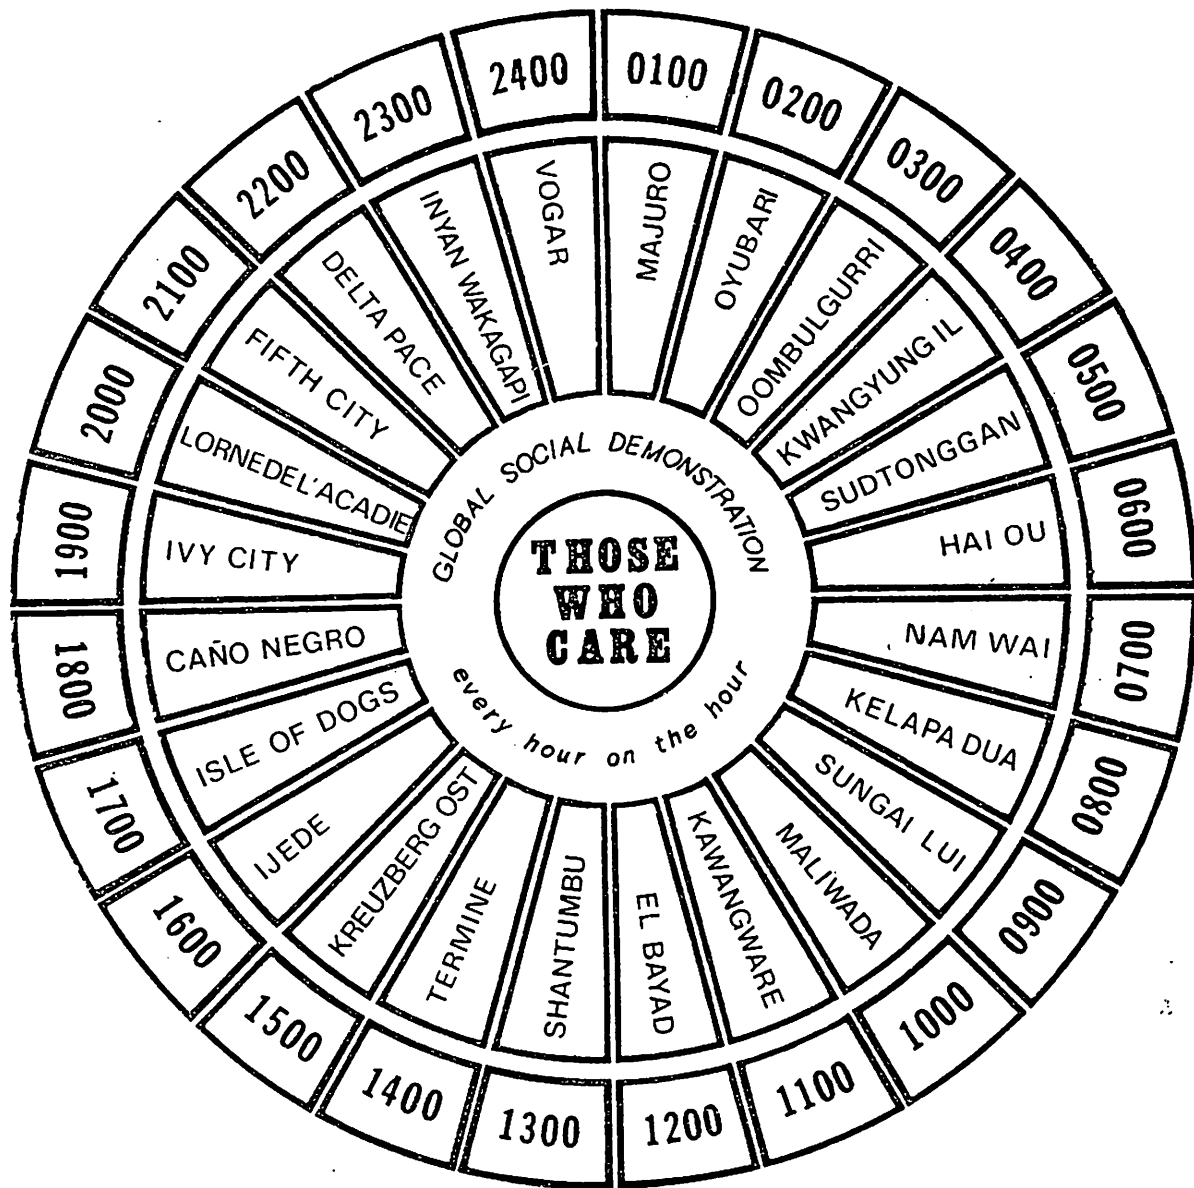 0100
0200
0300
0400
0500
0600
0700
0800
0900
1000
1100
1200
1300
1400
1500
1600
1700
1800
1900
2000
2100
2200
2300
2400
MAJURO
OYUBARI
OOMBULGURRI
KWANGYUNG IL
SUDTONGGAN
HAI OU
NAM WAI
KELAPA DUA
SUNGAI LUI
MALIWADA
KAWANGWARE
EL BAYAD
SHANTUMBU
TERMINE
KREUZBERG OST
IJEDE
ISLE OF DOGS
CAÑO NEGRO
IVY CITY
LORNEDEL'ACADIE
FIFTH CITY
DELTA PACE
INYAN WAKAGAPI
VOGAR
GLOBAL SOCIAL DEMONSTRATION
THOSE
WHO
CARE
every hour on the hour